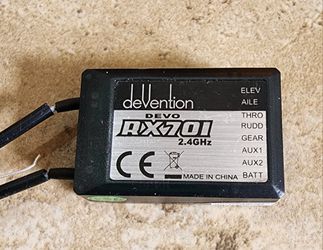 devention
DEVO
RX701
2.4GHz
CE
MADE IN CHINA
ELEV
AILE
THRO
RUDD
GEAR
AUX1
AUX2
BATT